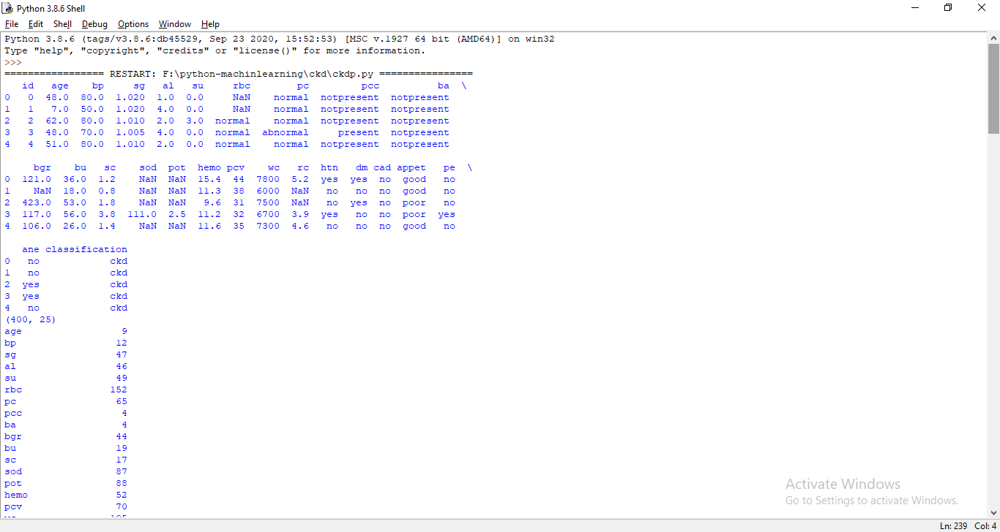 Python 3.8.6 Shell
File Edit Shell Debug Options Window Help
Python 3.8.6 (tags/v3.8.6:db45529, Sep 23 2020, 15:52:53) [MSC v.1927 64 bit (AMD64)] on win32
Type "help", "copyright", "credits" or "license()" for more information.
>>>
================= RESTART: F:\python-machinlearning\ckd\ckdp.py ================
   id   age    bp     sg   al   su     rbc        pc         pcc          ba  \
0   0  48.0  80.0  1.020  1.0  0.0     NaN    normal  notpresent  notpresent
1   1   7.0  50.0  1.020  4.0  0.0     NaN    normal  notpresent  notpresent
2   2  62.0  80.0  1.010  2.0  3.0  normal    normal  notpresent  notpresent
3   3  48.0  70.0  1.005  4.0  0.0  normal  abnormal     present  notpresent
4   4  51.0  80.0  1.010  2.0  0.0  normal    normal  notpresent  notpresent
     bgr    bu   sc    sod  pot  hemo pcv    wc   rc  htn   dm cad appet   pe  \
0  121.0  36.0  1.2    NaN  NaN  15.4  44  7800  5.2  yes  yes  no  good   no
1    NaN  18.0  0.8    NaN  NaN  11.3  38  6000  NaN   no   no  no  good   no
2  423.0  53.0  1.8    NaN  NaN   9.6  31  7500  NaN   no  yes  no  poor   no
3  117.0  56.0  3.8  111.0  2.5  11.2  32  6700  3.9  yes   no  no  poor  yes
4  106.0  26.0  1.4    NaN  NaN  11.6  35  7300  4.6   no   no  no  good   no
   ane classification
0   no            ckd
1   no            ckd
2  yes            ckd
3  yes            ckd
4   no            ckd
(400, 25)
age                 9
bp                 12
sg                 47
al                 46
su                 49
rbc               152
pc                 65
pcc                 4
ba                  4
bgr                44
bu                 19
sc                 17
sod                87
pot                88
hemo               52
pcv                70
Activate Windows
Go to Settings to activate Windows.
Ln: 239 Col: 4